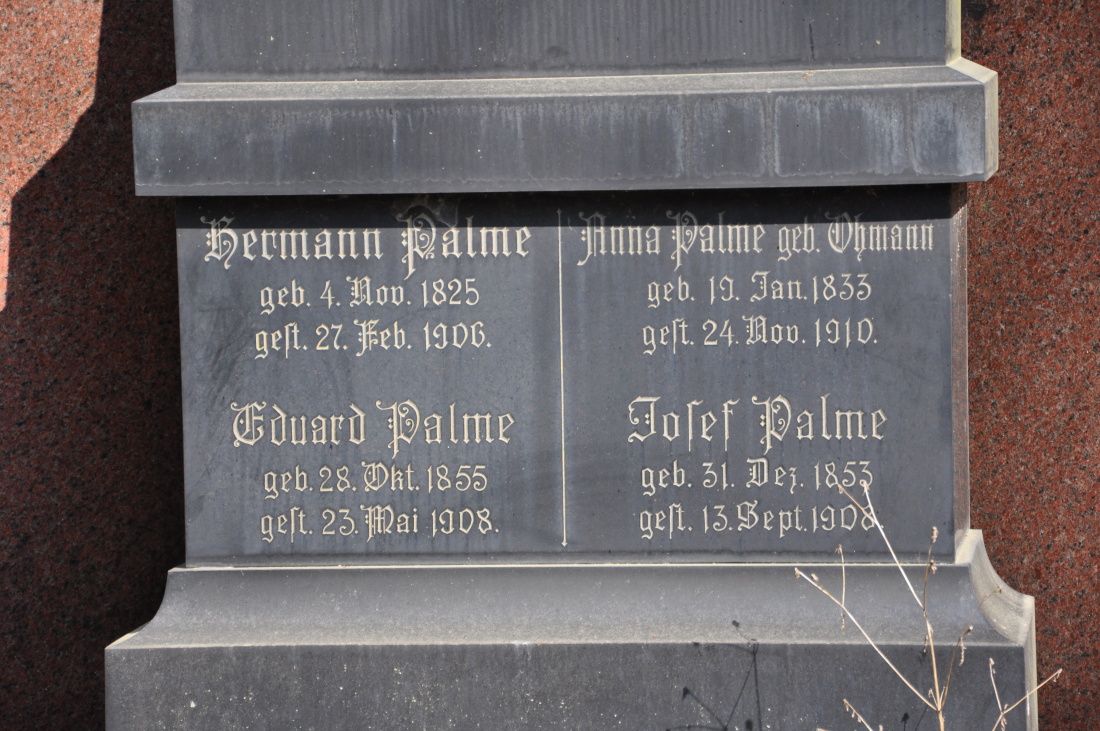 Hermann Palme
geb. 4. Nov. 1825
gest. 27. Feb. 1906.
Eduard Palme
geb. 28. Okt. 1855
gest. 23. Mai 1908.
Anna Palme geb. Ohmann
geb. 19. Jan. 1833
gest. 24. Nov. 1910.
Josef Palme
geb. 31. Dez. 1853
gest. 13. Sept. 1908